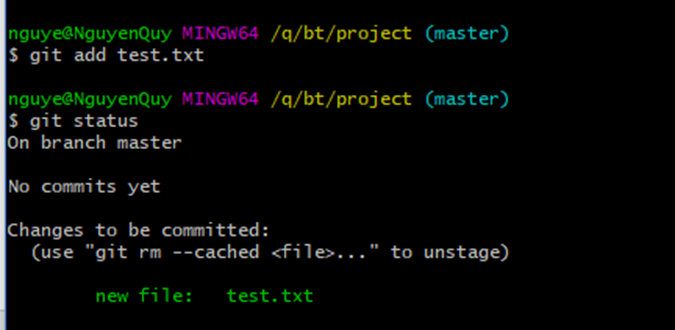 nguye@NguyenQuy MINGW64 /q/bt/project (master)
$ git add test.txt
nguye@NguyenQuy MINGW64 /q/bt/project (master)
$ git status
On branch master
No commits yet
Changes to be committed:
(use "git rm --cached <file>..." to unstage)
new file: test.txt